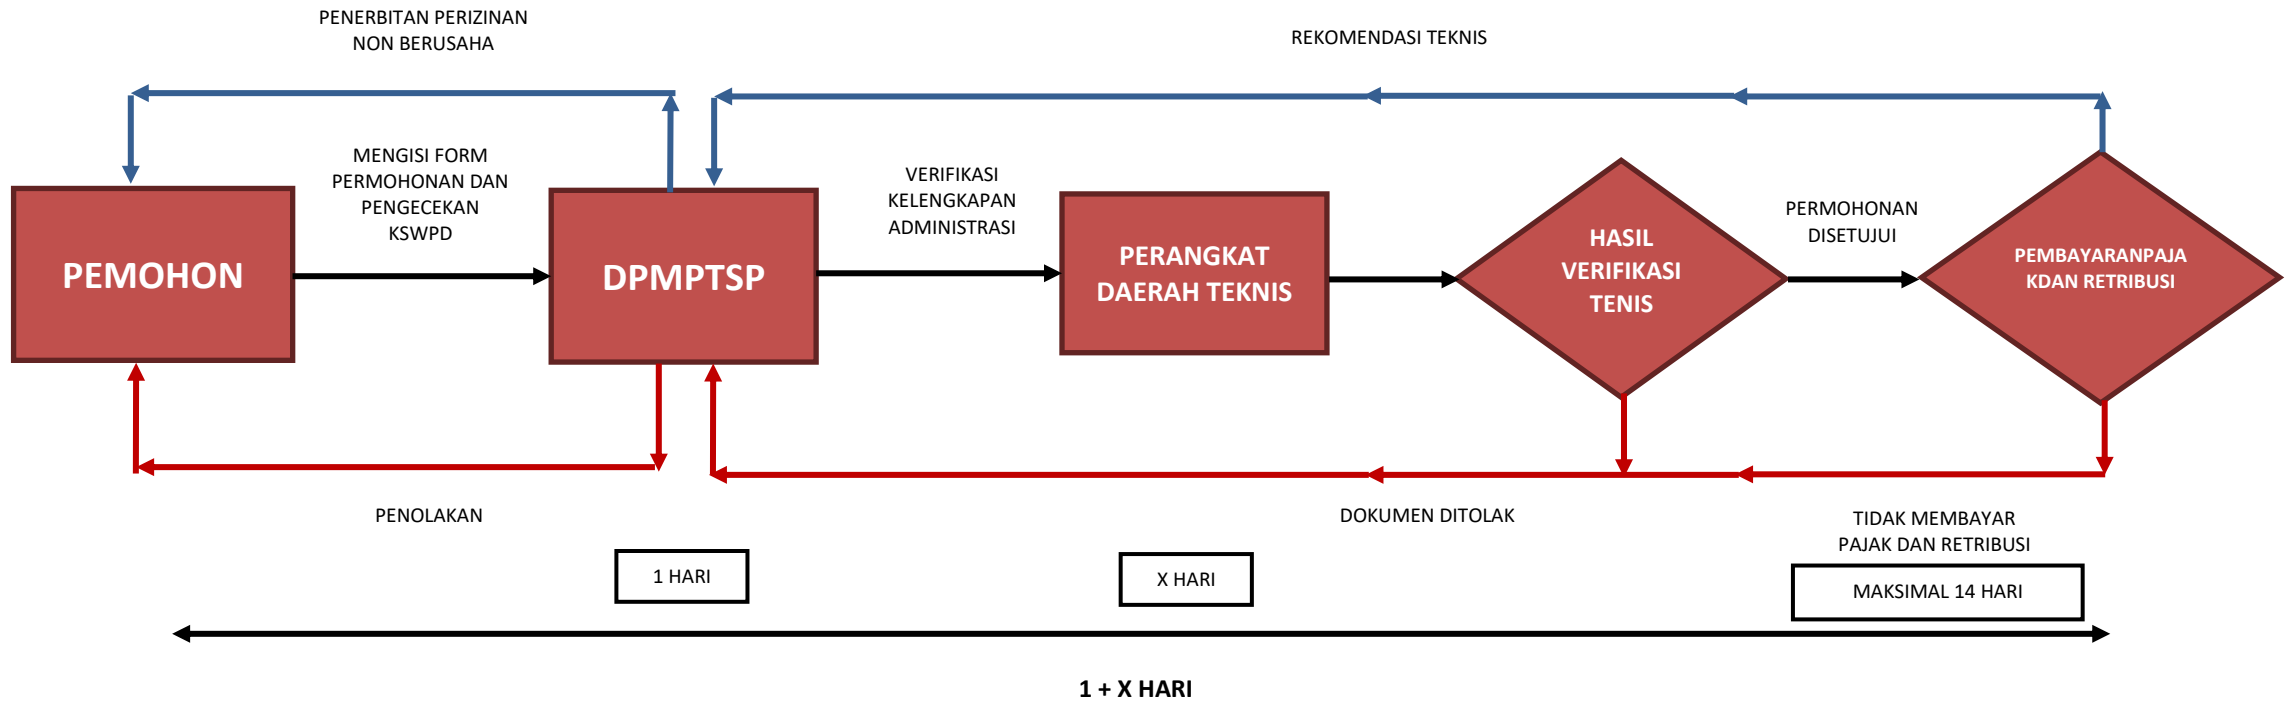 PENERBITAN PERIZINAN
NON BERUSAHA
REKOMENDASI TEKNIS
MENGISI FORM
PERMOHONAN DAN
PENGECEKAN
KSWPD
VERIFIKASI
KELENGKAPAN
ADMINISTRASI
PERMOHONAN
DISETUJUI
PEMOHON
DPMPTSP
PERANGKAT
DAERAH TEKNIS
HASIL
VERIFIKASI
TENIS
PEMBAYARANPAJA
KDAN RETRIBUSI
PENOLAKAN
DOKUMEN DITOLAK
TIDAK MEMBAYAR
PAJAK DAN RETRIBUSI
1 HARI
X HARI
MAKSIMAL 14 HARI
1 + X HARI